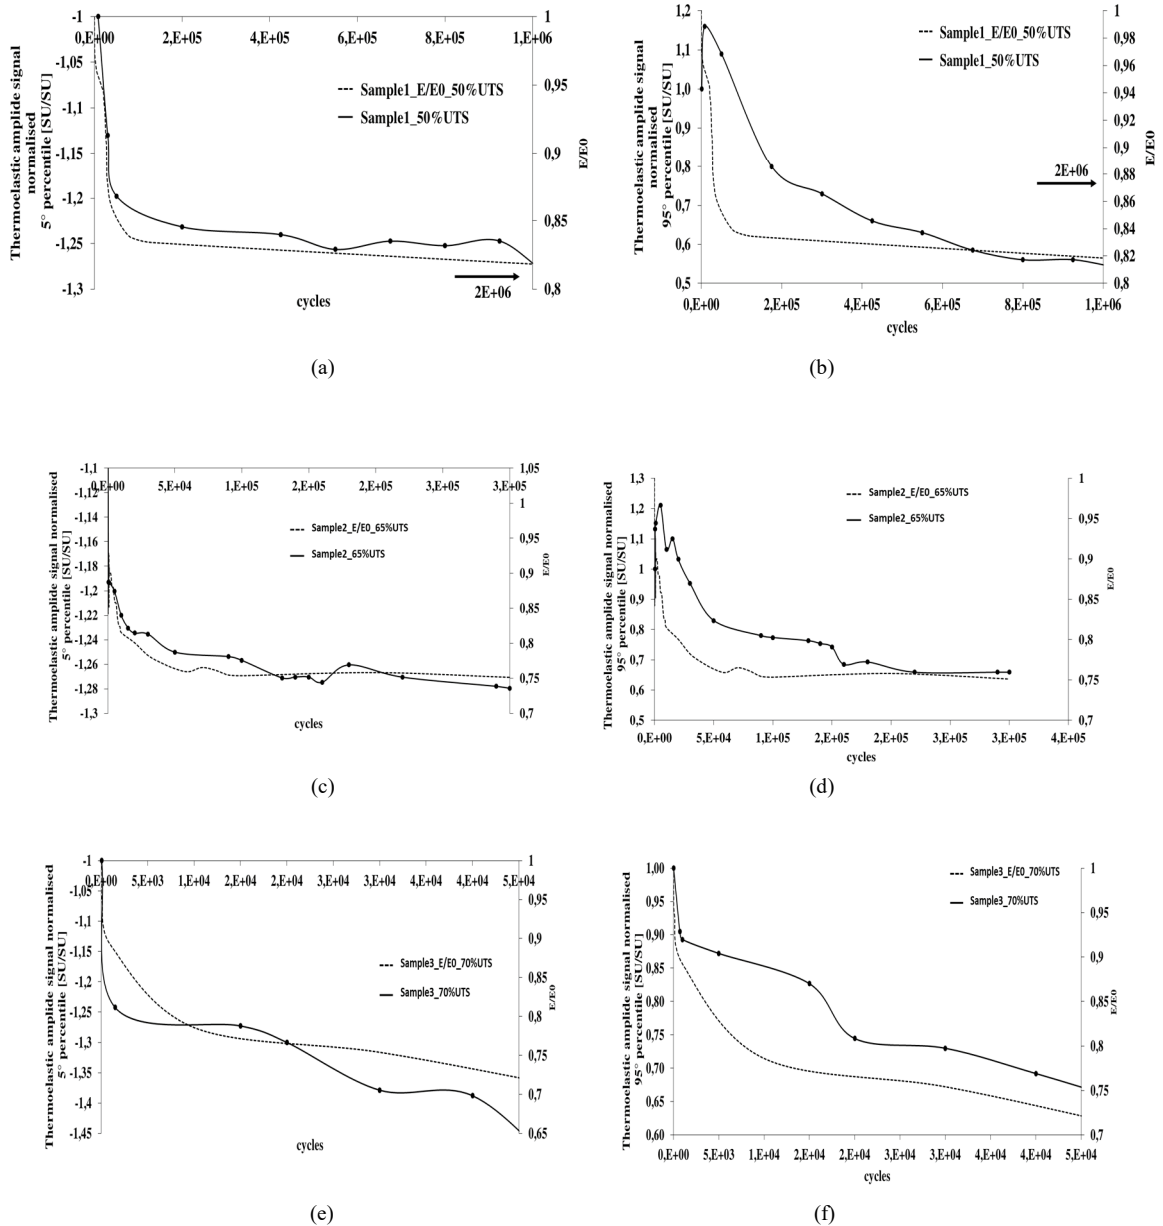 Thermoelastic amplide signal
normalised
5° percentile [SU/SU]
-1
-1,05
-1,1
-1,15
-1,2
-1,25
-1,3
0,E+00
2,E+05
4,E+05
6,E+05
8,E+05
1,E+06
1
0,95
0,9
0,85
0,8
E/E0
Sample1_E/E0_50%UTS
Sample1_50%UTS
2E+06
cycles
(a)
Thermoelastic amplide signal
normalised
95° percentile [SU/SU]
1,2
1,1
1,0
0,9
0,8
0,7
0,6
0,5
0,E+00
2,E+05
4,E+05
6,E+05
8,E+05
1,E+06
1
0,98
0,96
0,94
0,92
0,9
0,88
0,86
0,84
0,82
0,8
E/E0
Sample1_E/E0_50%UTS
Sample1_50%UTS
2E+06
cycles
(b)
Thermoelastic amplide signal normalised
5° percentile [SU/SU]
-1,1
-1,12
-1,14
-1,16
-1,18
-1,2
-1,22
-1,24
-1,26
-1,28
-1,3
0,E+00
5,E+04
1,E+05
2,E+05
2,E+05
3,E+05
3,E+05
1,05
1
0,95
0,9
0,85
0,8
0,75
0,7
E/E0
Sample2_E/E0_65%UTS
Sample2_65%UTS
cycles
(c)
Thermoelastic amplide signal normalised
95° percentile [SU/SU]
1,3
1,2
1,1
1
0,9
0,8
0,7
0,6
0,5
0,E+00
5,E+04
1,E+05
2,E+05
2,E+05
3,E+05
3,E+05
4,E+05
1
0,95
0,9
0,85
0,8
0,75
0,7
E/E0
Sample2_E/E0_65%UTS
Sample2_65%UTS
cycles
(d)
Thermoelastic amplide signal normalised
5° percentile [SU/SU]
-1
-1,05
-1,1
-1,15
-1,2
-1,25
-1,3
-1,35
-1,4
-1,45
0,E+00
5,E+03
1,E+04
2,E+04
2,E+04
3,E+04
3,E+04
4,E+04
4,E+04
5,E+04
1
0,95
0,9
0,85
0,8
0,75
0,7
0,65
E/E0
Sample3_E/E0_70%UTS
Sample3_70%UTS
cycles
(e)
Thermoelastic amplide signal normalised
95° percentile [SU/SU]
1,00
0,95
0,90
0,85
0,80
0,75
0,70
0,65
0,60
0,E+00
5,E+03
1,E+04
2,E+04
2,E+04
3,E+04
3,E+04
4,E+04
4,E+04
5,E+04
1
0,95
0,9
0,85
0,8
0,75
0,7
E/E0
Sample3_E/E0_70%UTS
Sample3_70%UTS
cycles
(f)